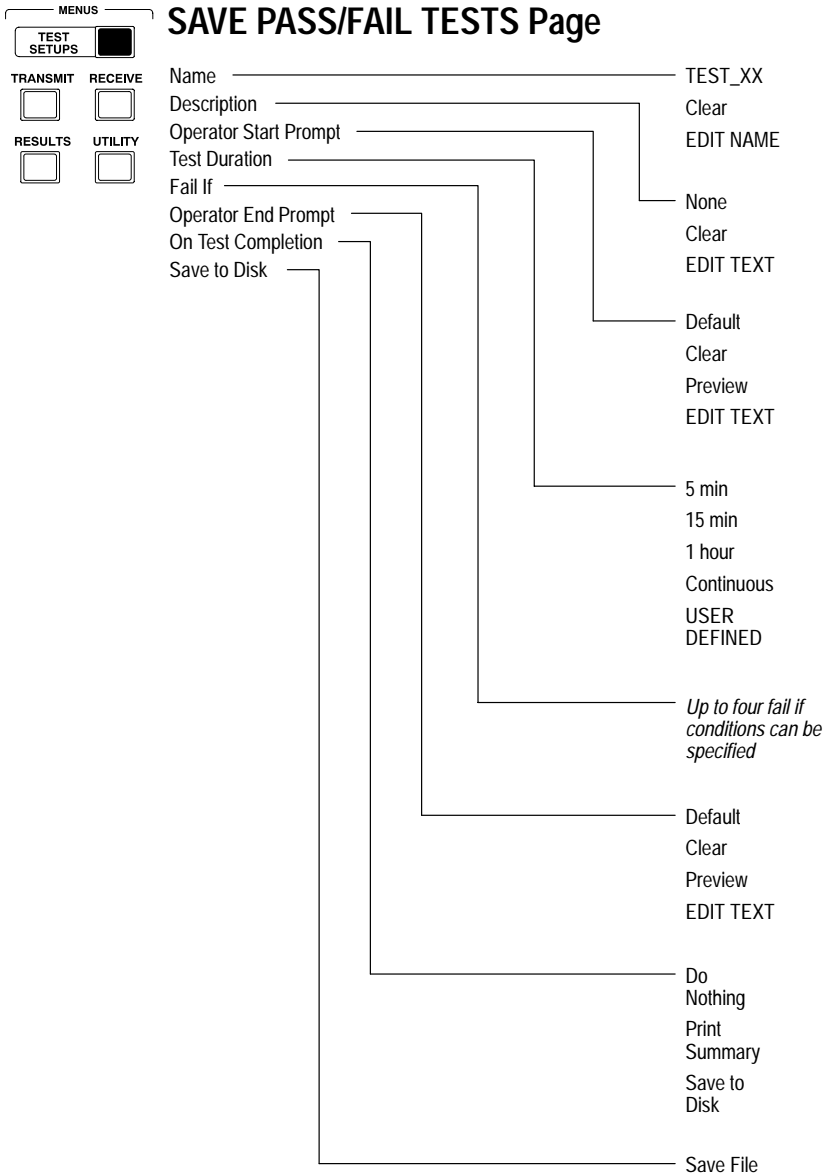 MENUS
TEST
SETUPS
TRANSMIT RECEIVE
RESULTS UTILITY
SAVE PASS/FAIL TESTS Page
Name
Description
Operator Start Prompt
Test Duration
Fail If
Operator End Prompt
On Test Completion
Save to Disk
TEST_XX
Clear
EDIT NAME
None
Clear
EDIT TEXT
Default
Clear
Preview
EDIT TEXT
5 min
15 min
1 hour
Continuous
USER
DEFINED
Up to four fail if
conditions can be
specified
Default
Clear
Preview
EDIT TEXT
Do
Nothing
Print
Summary
Save to
Disk
Save File